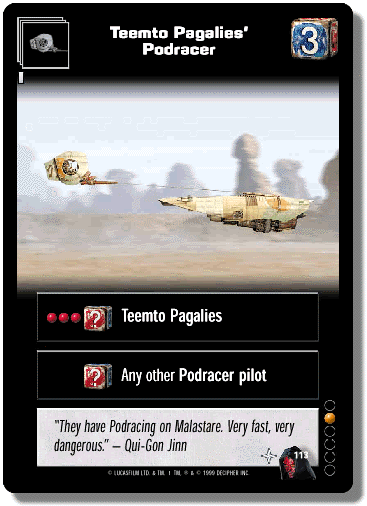 Teemto Pagalies'
Podracer
3
? Teemto Pagalies
? Any other Podracer pilot
"They have Podracing on Malastare. Very fast, very
dangerous." – Qui-Gon Jinn
113
© LUCASFILM LTD. & TM. † TM, ® & © 1999 DECIPHER INC.